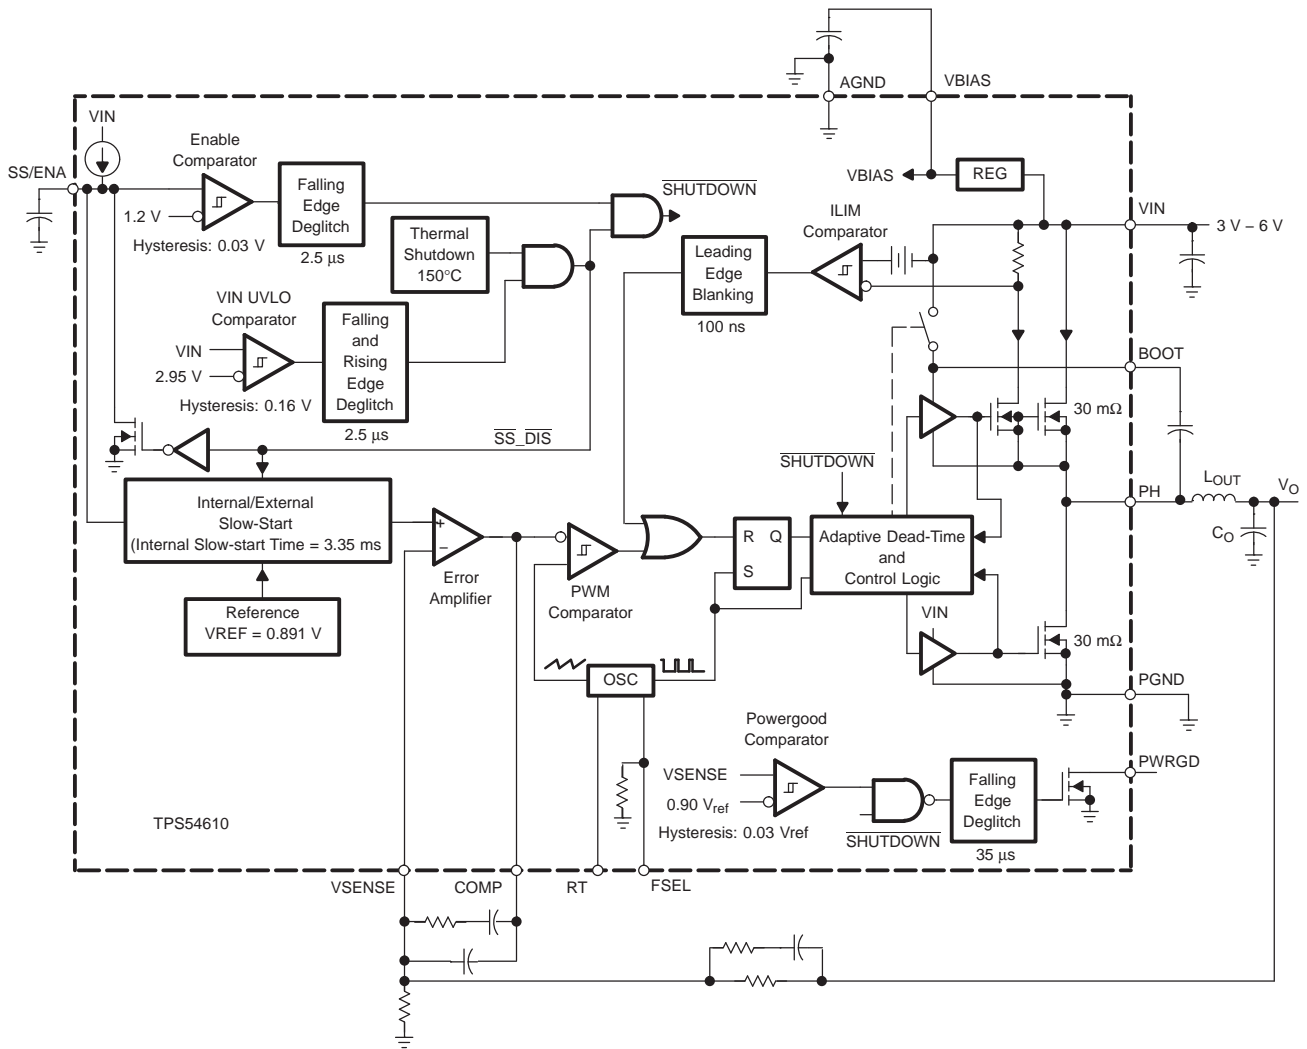 AGND
VBIAS
VIN
Enable
Comparator
SS/ENA
1.2 V
Hysteresis: 0.03 V
Falling
Edge
Deglitch
2.5 μs
SHUTDOWN
Thermal
Shutdown
150°C
VBIAS
REG
ILIM
Comparator
VIN
3 V – 6 V
Leading
Edge
Blanking
100 ns
VIN UVLO
Comparator
VIN
2.95 V
Hysteresis: 0.16 V
Falling
and
Rising
Edge
Deglitch
2.5 μs
SS_DIS
BOOT
30 mΩ
SHUTDOWN
PH
LOUT
VO
CO
Internal/External
Slow-Start
(Internal Slow-start Time = 3.35 ms
+
−
Error
Amplifier
PWM
Comparator
R Q
S
Adaptive Dead-Time
and
Control Logic
Reference
VREF = 0.891 V
VIN
30 mΩ
OSC
PGND
Powergood
Comparator
VSENSE
0.90 Vref
Hysteresis: 0.03 Vref
SHUTDOWN
Falling
Edge
Deglitch
35 μs
PWRGD
TPS54610
VSENSE
COMP
RT
FSEL